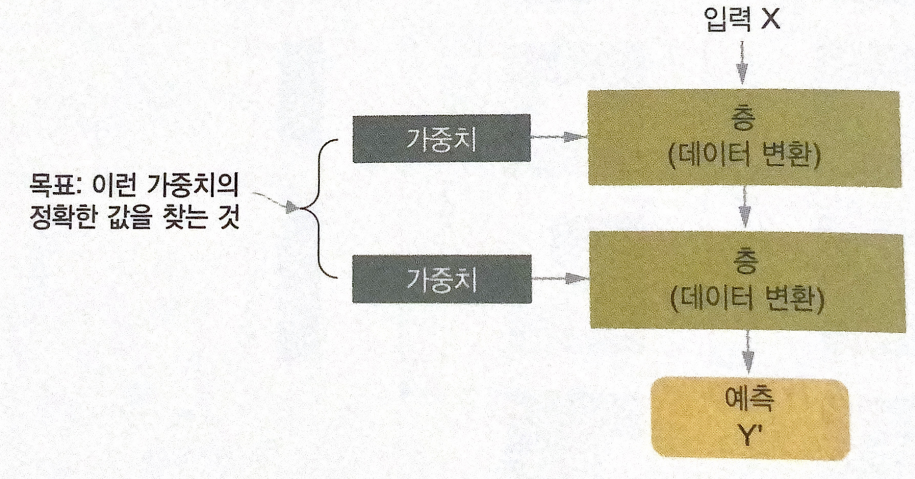 입력 X
가중치
층
(데이터 변환)
목표: 이런 가중치의
정확한 값을 찾는 것
가중치
층
(데이터 변환)
예측
Y'